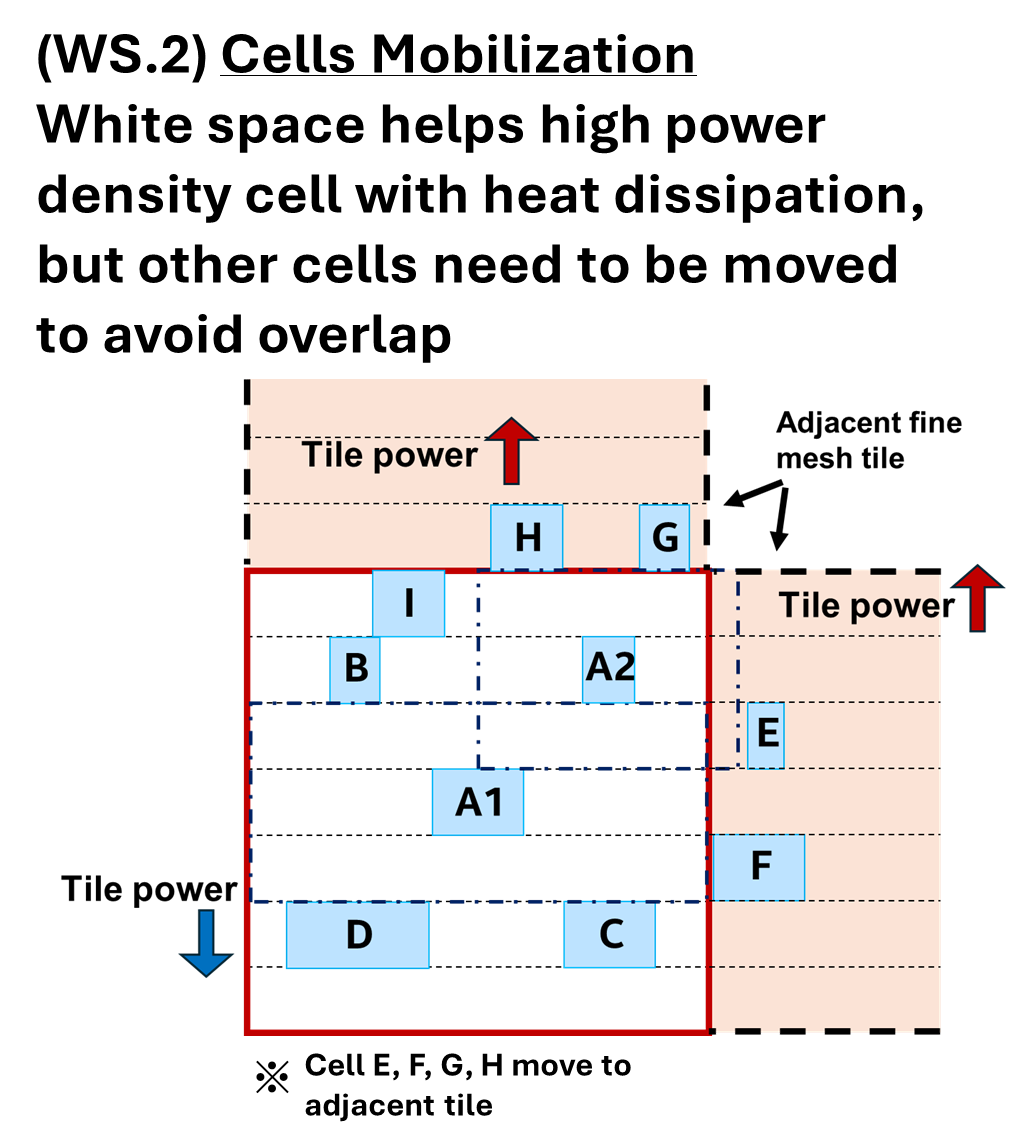 (WS.2) Cells Mobilization
White space helps high power
density cell with heat dissipation,
but other cells need to be moved
to avoid overlap
Adjacent fine
mesh tile
Tile power
H
G
I
Tile power
B
A2
E
A1
F
Tile power
D
C
※ Cell E, F, G, H move to
adjacent tile